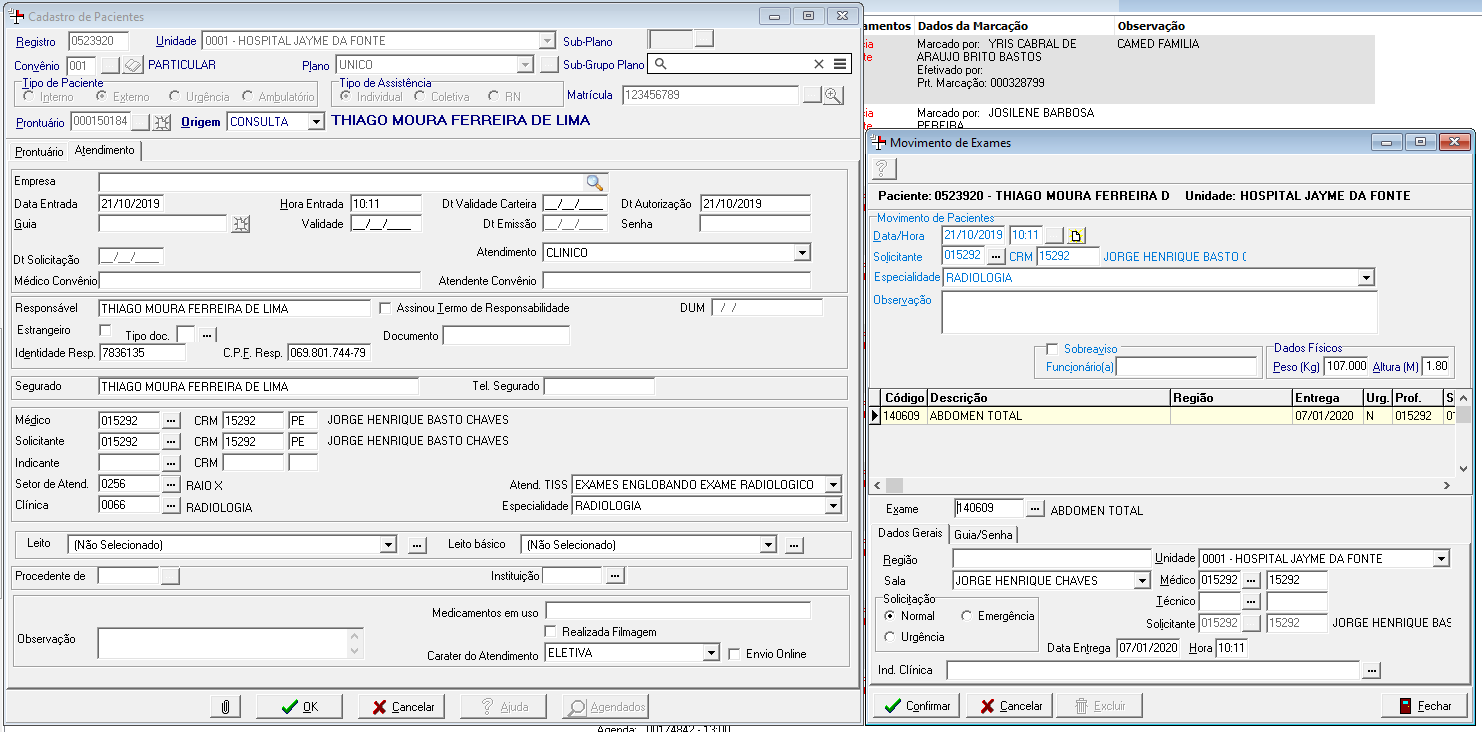 Cadastro de Pacientes
Registro 0523920 Unidade 0001 - HOSPITAL JAYME DA FONTE Sub-Plano
Convênio 001 PARTICULAR Plano UNICO Sub-Grupo Plano
Tipo de Paciente Tipo de Assistência
Interno Externo Urgência Ambulatório Individual Coletiva RN Matrícula 123456789
Prontuário 000150184 Origem CONSULTA THIAGO MOURA FERREIRA DE LIMA
Prontuário Atendimento
Empresa
Data Entrada 21/10/2019 Hora Entrada 10:11 Dt Validade Carteira __/__/____ Dt Autorização 21/10/2019
Guia Validade __/__/____ Dt Emissão __/__/____ Senha
Dt Solicitação __/__/____ Atendimento CLINICO
Médico Convênio Atendente Convênio
Responsável THIAGO MOURA FERREIRA DE LIMA Assinou Termo de Responsabilidade DUM / /
Estrangeiro Tipo doc. ... Documento
Identidade Resp. 7836135 C.P.F. Resp. 069.801.744-79
Segurado THIAGO MOURA FERREIRA DE LIMA Tel. Segurado
Médico 015292 ... CRM 15292 PE JORGE HENRIQUE BASTO CHAVES
Solicitante 015292 ... CRM 15292 PE JORGE HENRIQUE BASTO CHAVES
Indicante ... CRM
Setor de Atend. 0256 ... RAIO X Atend. TISS EXAMES ENGLOBANDO EXAME RADIOLOGICO
Clínica 0066 ... RADIOLOGIA Especialidade RADIOLOGIA
Leito (Não Selecionado) ... Leito básico (Não Selecionado) ...
Procedente de Instituição ...
Medicamentos em uso
Observação Realizada Filmagem
Carater do Atendimento ELETIVA Envio Online
OK Cancelar ? Ajuda Agendados
Agenda: 00174842 - 13:00
amentos Dados da Marcação Observação
cia Marcado por: YRIS CABRAL DE CAMED FAMILIA
te ARAUJO BRITO BASTOS
Efetivado por:
Prt. Marcação: 000328799
cia Marcado por: JOSILENE BARBOSA
te PEREIRA
Movimento de Exames
?
Paciente: 0523920 - THIAGO MOURA FERREIRA D Unidade: HOSPITAL JAYME DA FONTE
Movimento de Pacientes
Data/Hora 21/10/2019 10:11
Solicitante 015292 ... CRM 15292 JORGE HENRIQUE BASTO C
Especialidade RADIOLOGIA
Observação
Sobreaviso Dados Físicos
Funcionário(a) Peso (Kg) 107.000 Altura (M) 1.80
Código Descrição Região Entrega Urg. Prof. S
140609 ABDOMEN TOTAL 07/01/2020 N 015292 01
Exame 140609 ... ABDOMEN TOTAL
Dados Gerais Guia/Senha
Região Unidade 0001 - HOSPITAL JAYME DA FONTE
Sala JORGE HENRIQUE CHAVES Médico 015292 ... 15292
Solicitação Técnico ...
Normal Emergência Solicitante 015292 15292 JORGE HENRIQUE BAS
Urgência Data Entrega 07/01/2020 Hora 10:11
Ind. Clínica ...
Confirmar Cancelar Excluir Fechar